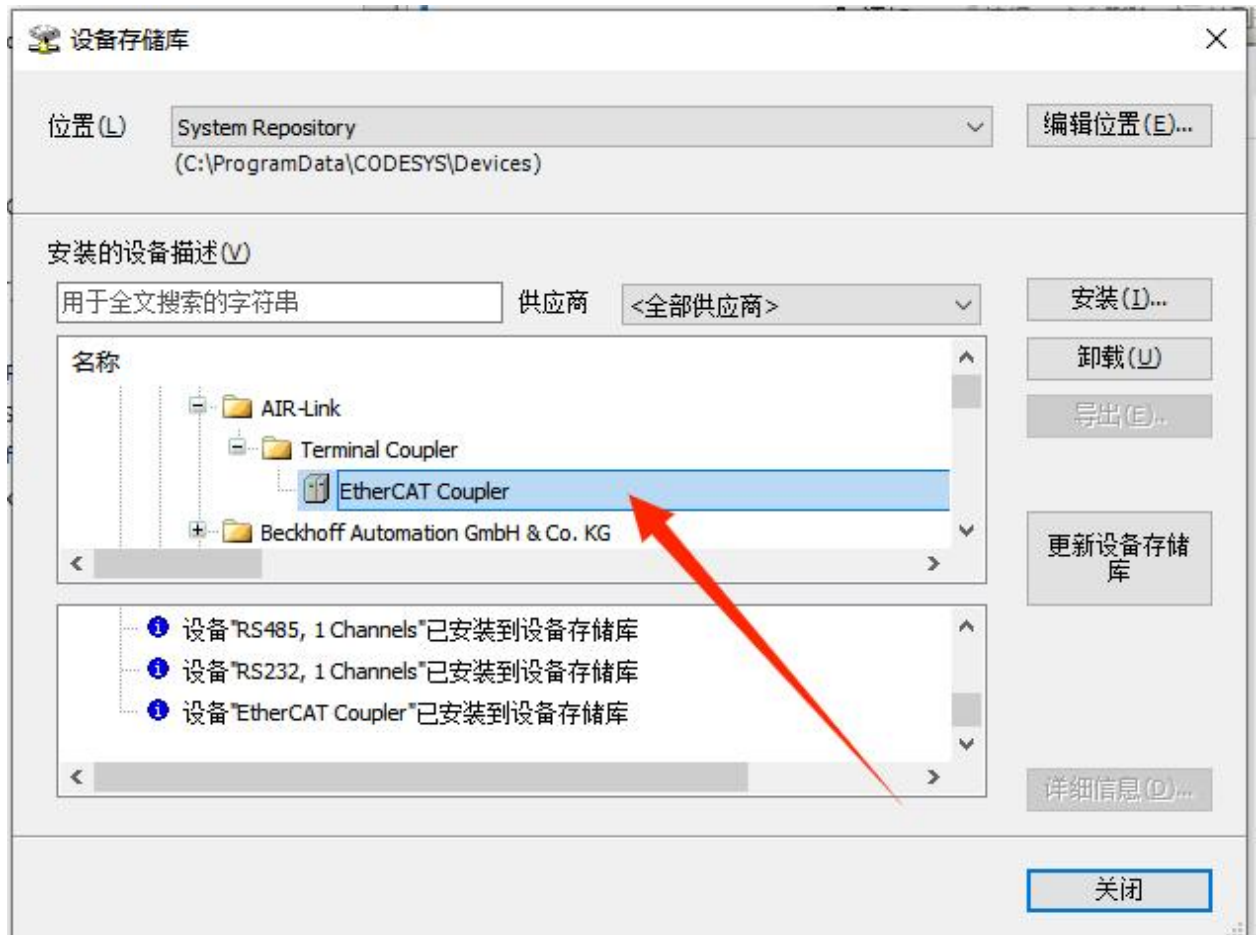 设备存储库
位置(L)
System Repository
编辑位置(E)...
(C:\ProgramData\CODESYS\Devices)
安装的设备描述(V)
用于全文搜索的字符串
供应商
<全部供应商>
安装(I)...
名称
卸载(U)
AIR-Link
导出(E)..
Terminal Coupler
EtherCAT Coupler
Beckhoff Automation GmbH & Co. KG
更新设备存储
库
设备"RS485, 1 Channels"已安装到设备存储库
设备"RS232, 1 Channels"已安装到设备存储库
设备"EtherCAT Coupler"已安装到设备存储库
详细信息(D)...
关闭